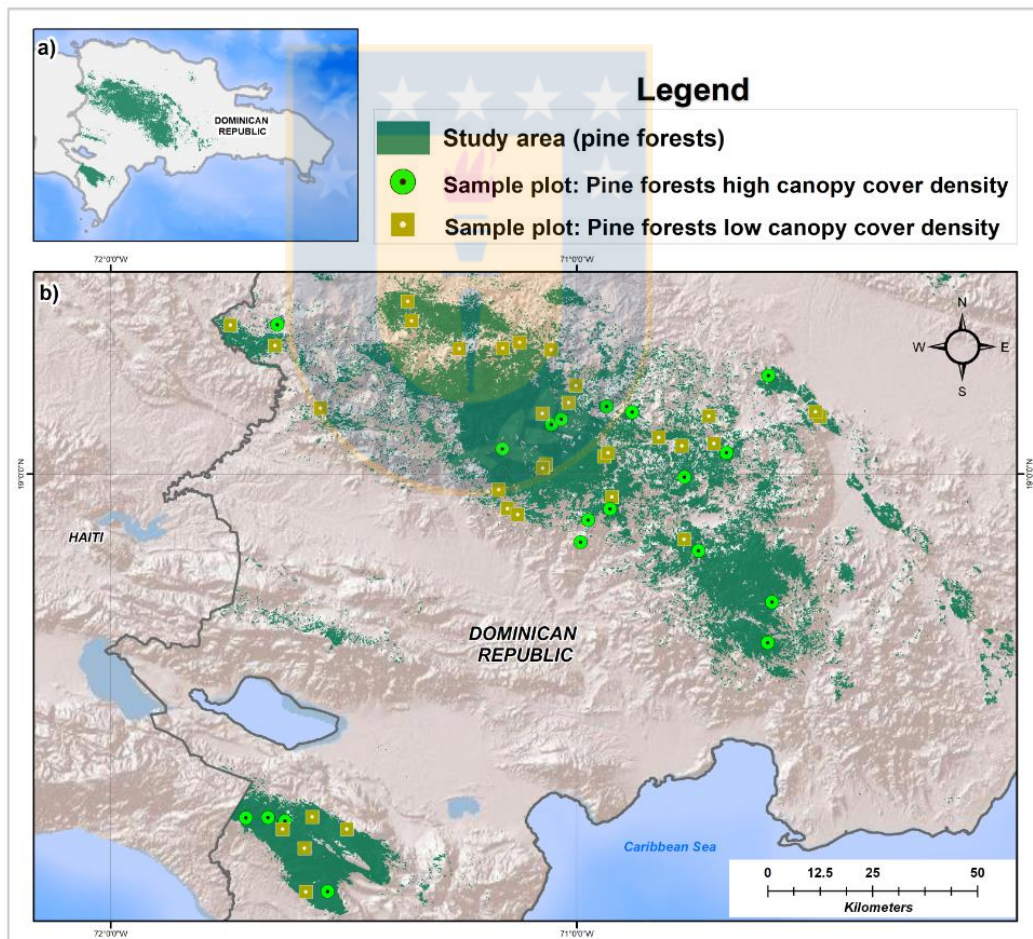 a)
DOMINICAN
REPUBLIC
Legend
Study area (pine forests)
Sample plot: Pine forests high canopy cover density
Sample plot: Pine forests low canopy cover density
72°0'0"W
71°0'0"W
b)
N
W
E
S
19°0'0"N
19°0'0"N
HAITI
DOMINICAN
REPUBLIC
Caribbean Sea
0 12.5 25 50
Kilometers
72°0'0"W
71°0'0"W